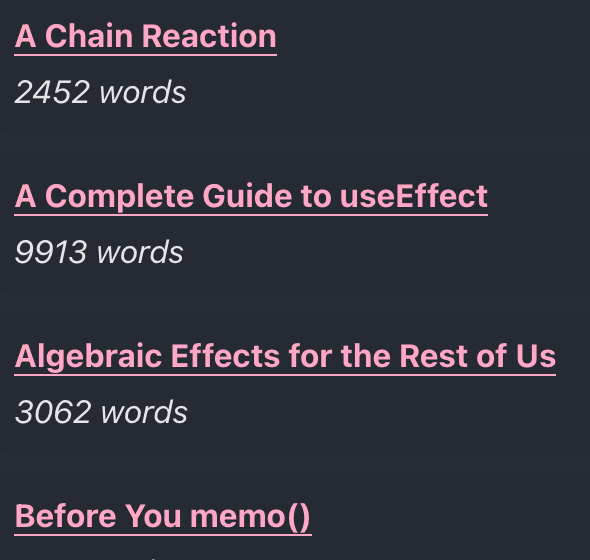 A Chain Reaction
2452 words
A Complete Guide to useEffect
9913 words
Algebraic Effects for the Rest of Us
3062 words
Before You memo()